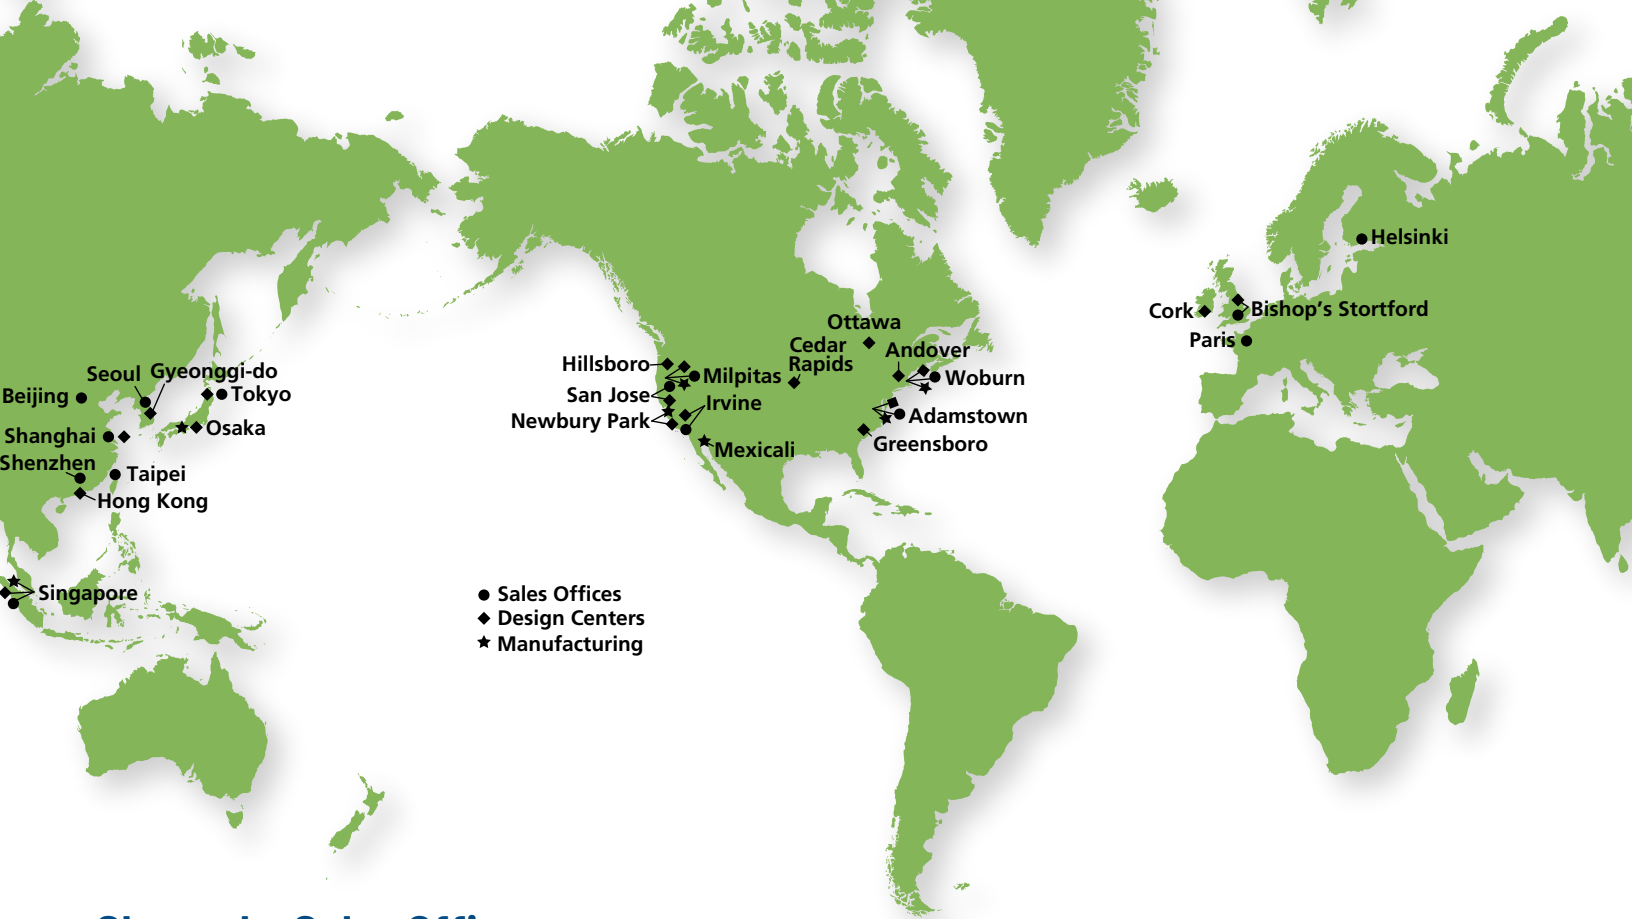 Helsinki
Cork
Bishop's Stortford
Paris
Ottawa
Cedar
Rapids
Andover
Woburn
Adamstown
Greensboro
Hillsboro
Milpitas
San Jose
Irvine
Newbury Park
Mexicali
Seoul
Gyeonggi-do
Beijing
Tokyo
Shanghai
Osaka
Shenzhen
Taipei
Hong Kong
Singapore
Sales Offices
Design Centers
Manufacturing